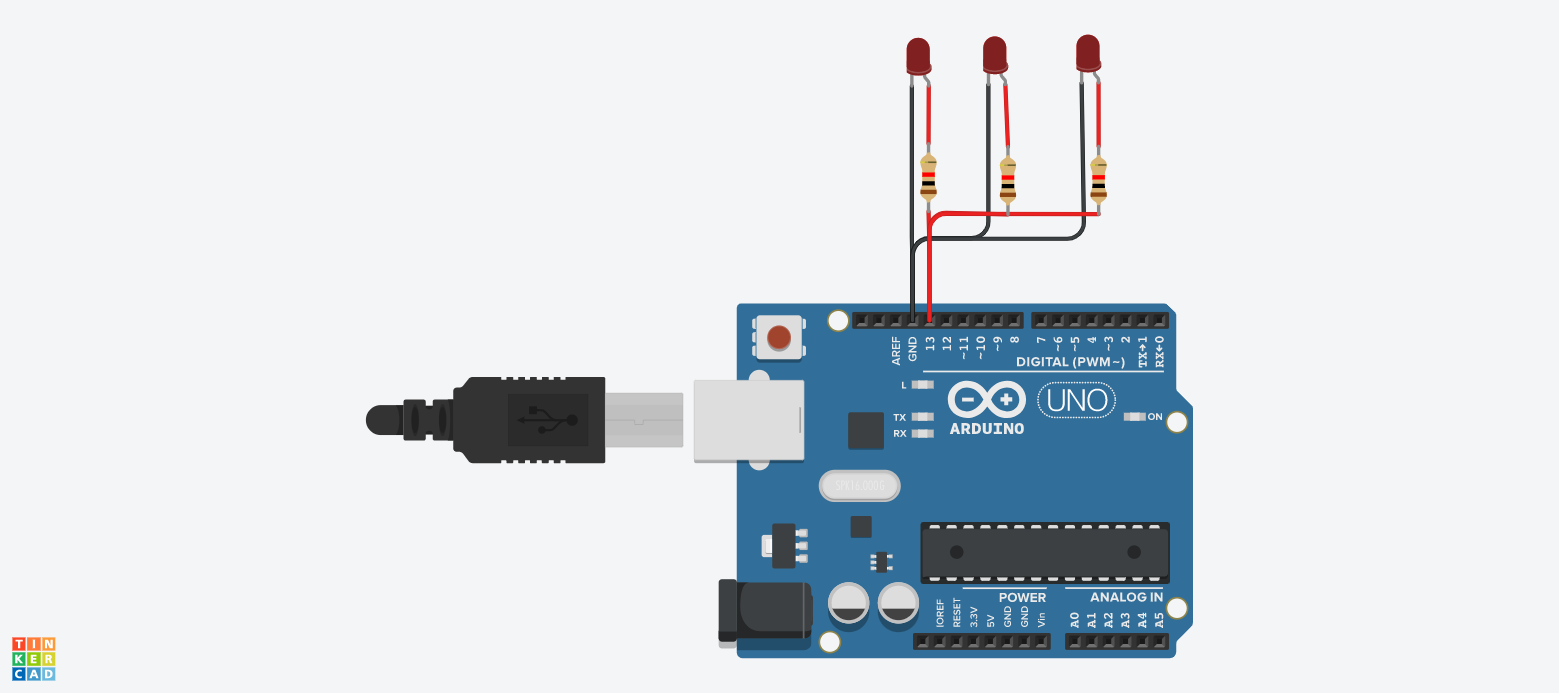 AREF
GND
13
12
~11
~10
~9
8
7
~6
~5
4
~3
2
TX→1
RX←0
DIGITAL (PWM~)
L
TX
RX
ARDUINO
UNO
ON
SPK16.000G
POWER
ANALOG IN
IOREF
RESET
3.3V
5V
GND
GND
Vin
A0
A1
A2
A3
A4
A5
TIN
KER
CAD